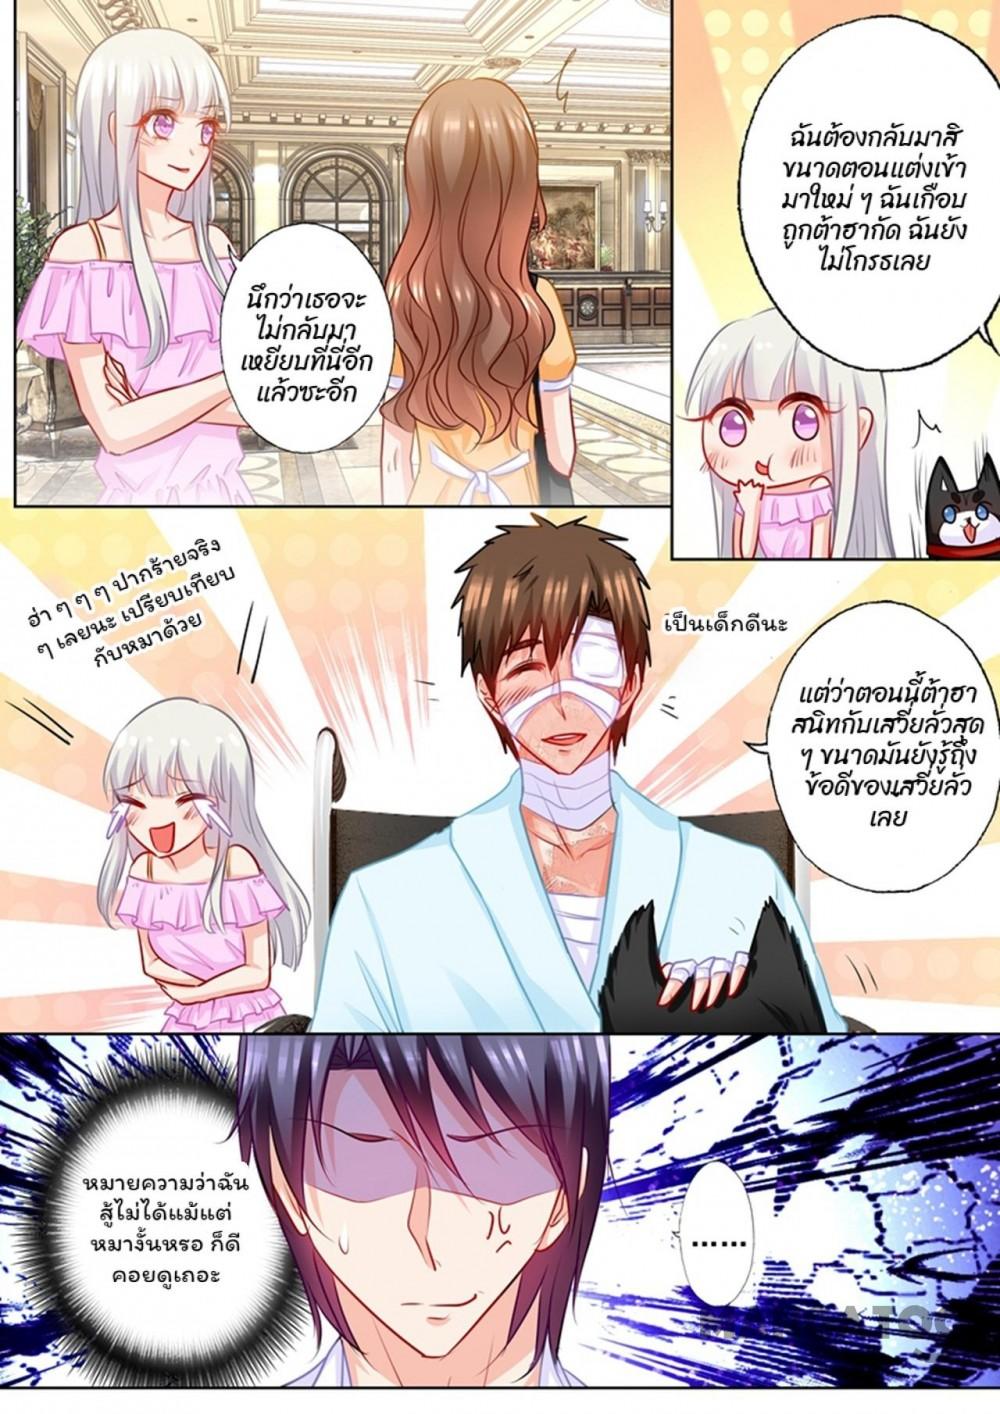 นึกว่าเธอจะ
ไม่กลับมา
เหยียบที่นี่อีก
แล้วซะอีก
ฉันต้องกลับมาสิ
ขนาดตอนแต่งเข้า
มาใหม่ ๆ ฉันเกือบ
ถูกต้าฮากัด ฉันยัง
ไม่โกรธเลย
ฮ่า ๆ ๆ ๆ ปากร้ายจริง
ๆ เลยนะ เปรียบเทียบ
กับหมาด้วย
เป็นเด็กดีนะ
แต่ว่าตอนนี้ต้าฮา
สนิทกับเสวี่ยลั่วสุด
ๆ ขนาดมันยังรู้ถึง
ข้อดีของเสวี่ยลั่ว
เลย
หมายความว่าฉัน
สู้ไม่ได้แม้แต่
หมางั้นหรอ ก็ดี
คอยดูเถอะ
......